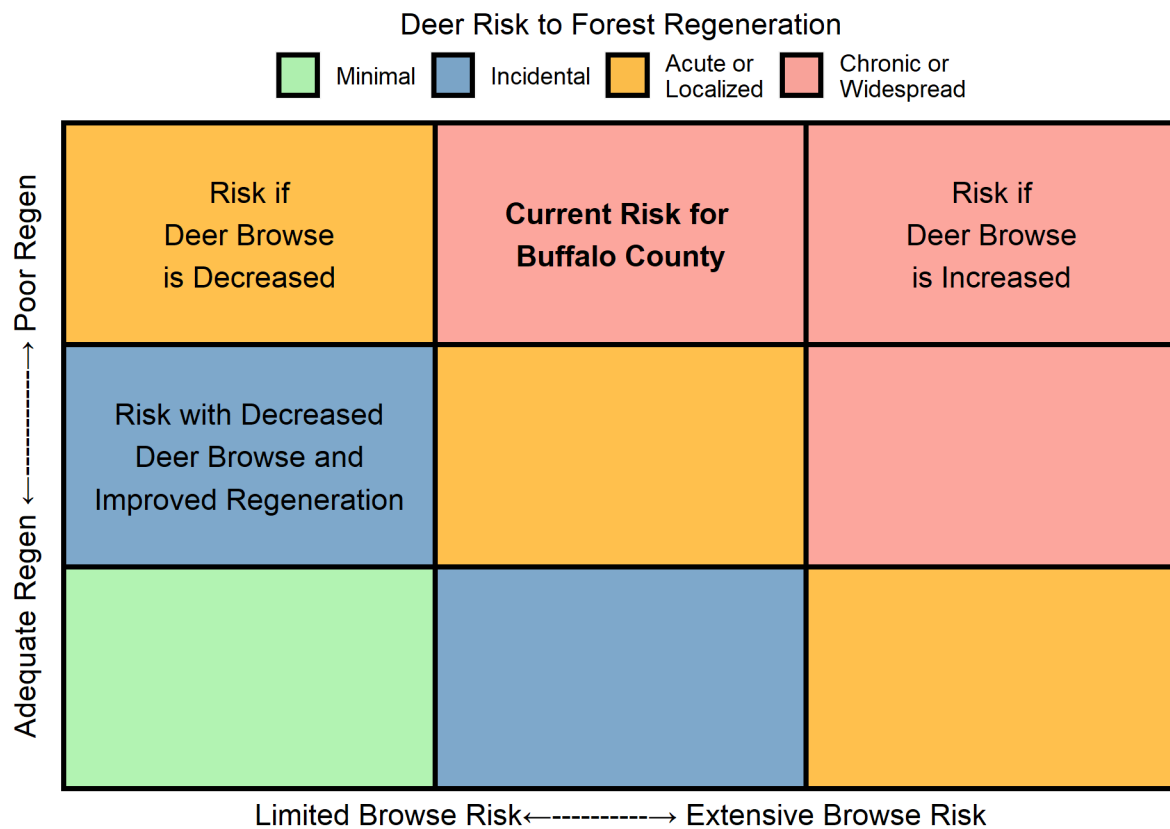 Deer Risk to Forest Regeneration
Minimal
Incidental
Acute or
Localized
Chronic or
Widespread
Risk if
Deer Browse
is Decreased
Current Risk for
Buffalo County
Risk if
Deer Browse
is Increased
Risk with Decreased
Deer Browse and
Improved Regeneration
Adequate Regen ←-----------→ Poor Regen
Limited Browse Risk←-----------→ Extensive Browse Risk